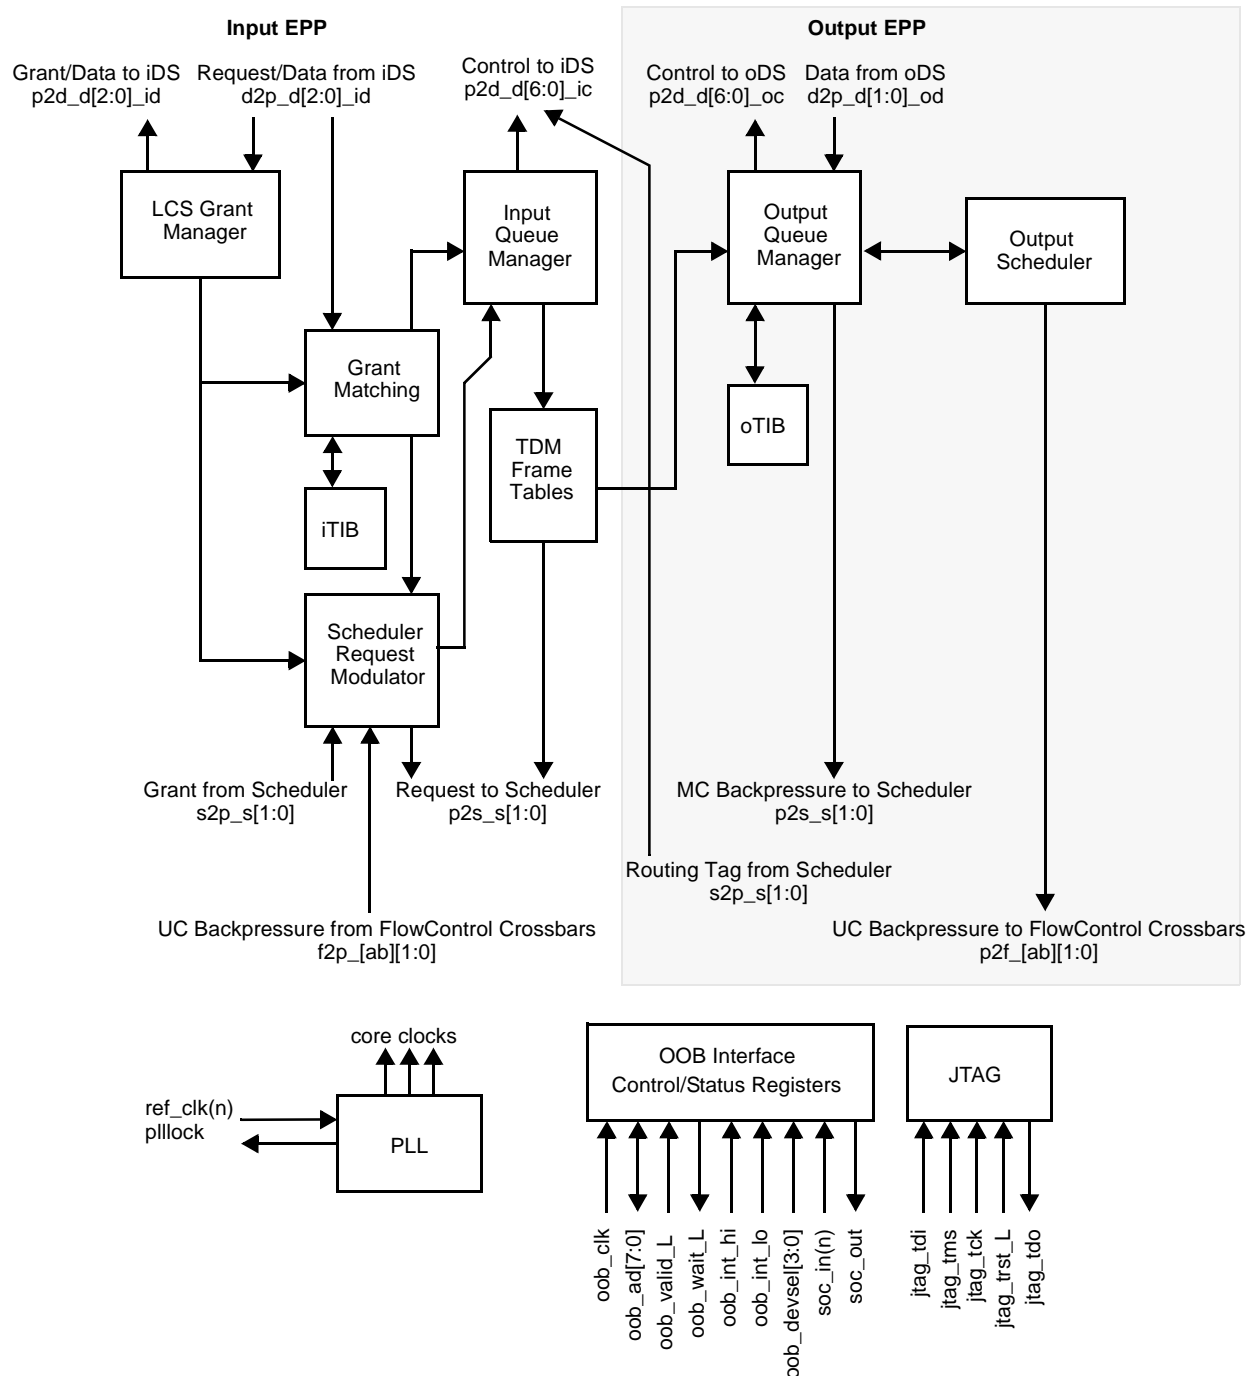 Input EPP
Output EPP
Grant/Data to iDS
p2d_d[2:0]_id
Request/Data from iDS
d2p_d[2:0]_id
Control to iDS
p2d_d[6:0]_ic
Control to oDS
p2d_d[6:0]_oc
Data from oDS
d2p_d[1:0]_od
LCS Grant
Manager
Input
Queue
Manager
Output
Queue
Manager
Output
Scheduler
Grant
Matching
iTIB
TDM
Frame
Tables
oTIB
Scheduler
Request
Modulator
Grant from Scheduler
s2p_s[1:0]
Request to Scheduler
p2s_s[1:0]
MC Backpressure to Scheduler
p2s_s[1:0]
Routing Tag from Scheduler
s2p_s[1:0]
UC Backpressure from FlowControl Crossbars
f2p_[ab][1:0]
UC Backpressure to FlowControl Crossbars
p2f_[ab][1:0]
core clocks
ref_clk(n)
plllock
PLL
OOB Interface
Control/Status Registers
JTAG
oob_clk
oob_ad[7:0]
oob_valid_L
oob_wait_L
oob_int_hi
oob_int_lo
oob_devsel[3:0]
soc_in(n)
soc_out
jtag_tdi
jtag_tms
jtag_tck
jtag_trst_L
jtag_tdo